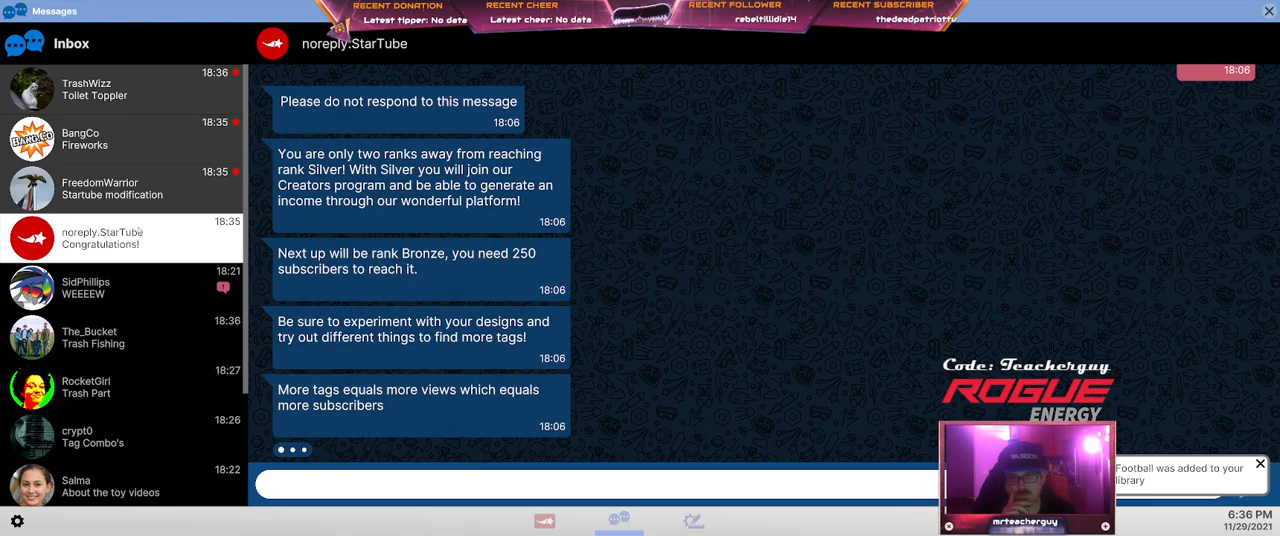 Messages
RECENT DONATION
Latest tipper: No data
RECENT CHEER
Latest cheer: No data
RECENT FOLLOWER
rebeltillidie14
RECENT SUBSCRIBER
thedeadpatriottv
Inbox
noreply.StarTube
TrashWizz
Toilet Toppler
18:36
BangCo
Fireworks
18:35
BANG.CO
FreedomWarrior
Startube modification
18:35
noreply.StarTube
Congratulations!
18:35
SidPhillips
WEEEEW
18:21
The_Bucket
Trash Fishing
18:36
RocketGirl
Trash Part
18:27
crypt0
Tag Combo's
18:26
Salma
About the toy videos
18:22
18:06
Please do not respond to this message
18:06
You are only two ranks away from reaching
rank Silver! With Silver you will join our
Creators program and be able to generate an
income through our wonderful platform!
18:06
Next up will be rank Bronze, you need 250
subscribers to reach it.
18:06
Be sure to experiment with your designs and
try out different things to find more tags!
18:06
More tags equals more views which equals
more subscribers
18:06
Code: Teacherguy
ROGUE
ENERGY
mrteacherguy
Football was added to your
library
6:36 PM
11/29/2021